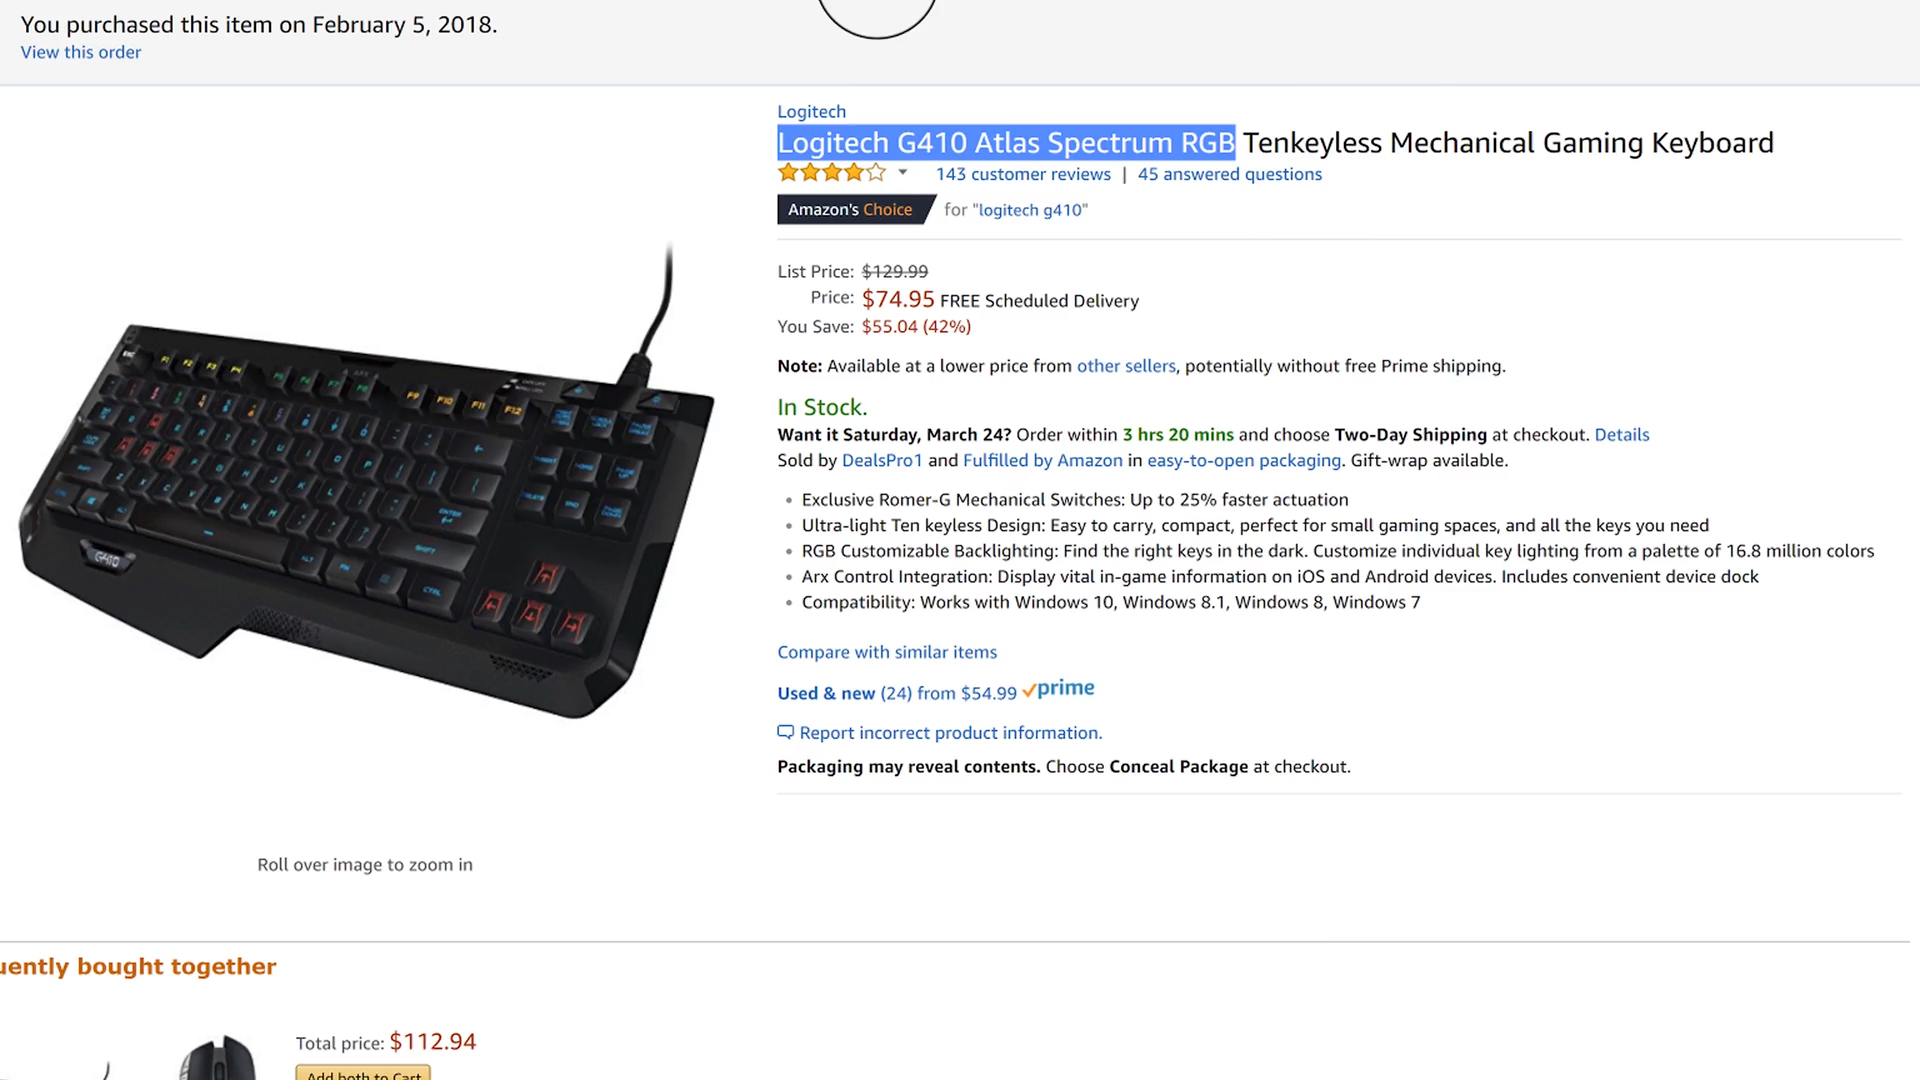 You purchased this item on February 5, 2018.
View this order
Logitech
Logitech G410 Atlas Spectrum RGB Tenkeyless Mechanical Gaming Keyboard
143 customer reviews | 45 answered questions
Amazon's Choice for "logitech g410"
List Price: $129.99
Price: $74.95 FREE Scheduled Delivery
You Save: $55.04 (42%)
Note: Available at a lower price from other sellers, potentially without free Prime shipping.
In Stock.
Want it Saturday, March 24? Order within 3 hrs 20 mins and choose Two-Day Shipping at checkout. Details
Sold by DealsPro1 and Fulfilled by Amazon in easy-to-open packaging. Gift-wrap available.
Exclusive Romer-G Mechanical Switches: Up to 25% faster actuation
Ultra-light Ten keyless Design: Easy to carry, compact, perfect for small gaming spaces, and all the keys you need
RGB Customizable Backlighting: Find the right keys in the dark. Customize individual key lighting from a palette of 16.8 million colors
Arx Control Integration: Display vital in-game information on iOS and Android devices. Includes convenient device dock
Compatibility: Works with Windows 10, Windows 8.1, Windows 8, Windows 7
Compare with similar items
Used & new (24) from $54.99 prime
Report incorrect product information.
Packaging may reveal contents. Choose Conceal Package at checkout.
G410
Roll over image to zoom in
uently bought together
Total price: $112.94
Add both to Cart